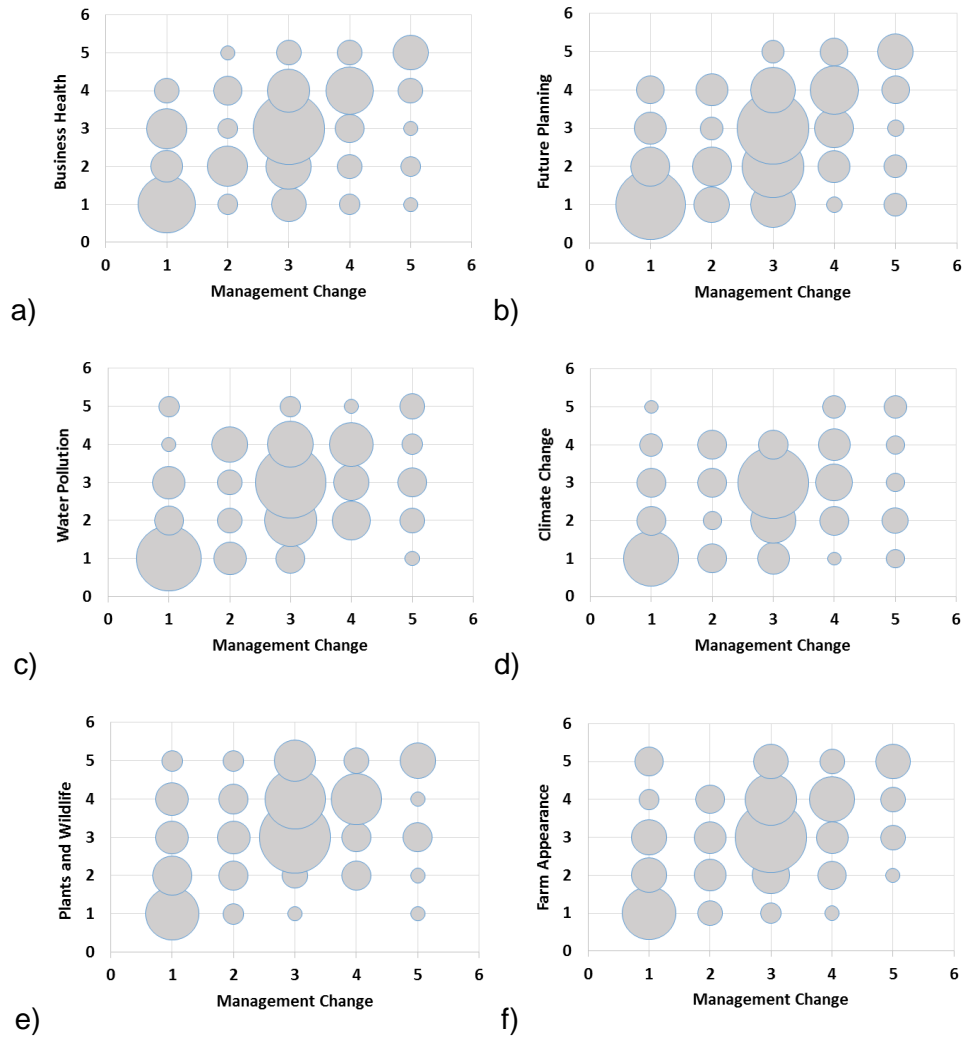 6
5
4
3
2
1
0
Business Health
0 1 2 3 4 5 6
Management Change
a)
6
5
4
3
2
1
0
Future Planning
0 1 2 3 4 5 6
Management Change
b)
6
5
4
3
2
1
0
Water Pollution
0 1 2 3 4 5 6
Management Change
c)
6
5
4
3
2
1
0
Climate Change
0 1 2 3 4 5 6
Management Change
d)
6
5
4
3
2
1
0
Plants and Wildlife
0 1 2 3 4 5 6
Management Change
e)
6
5
4
3
2
1
0
Farm Appearance
0 1 2 3 4 5 6
Management Change
f)